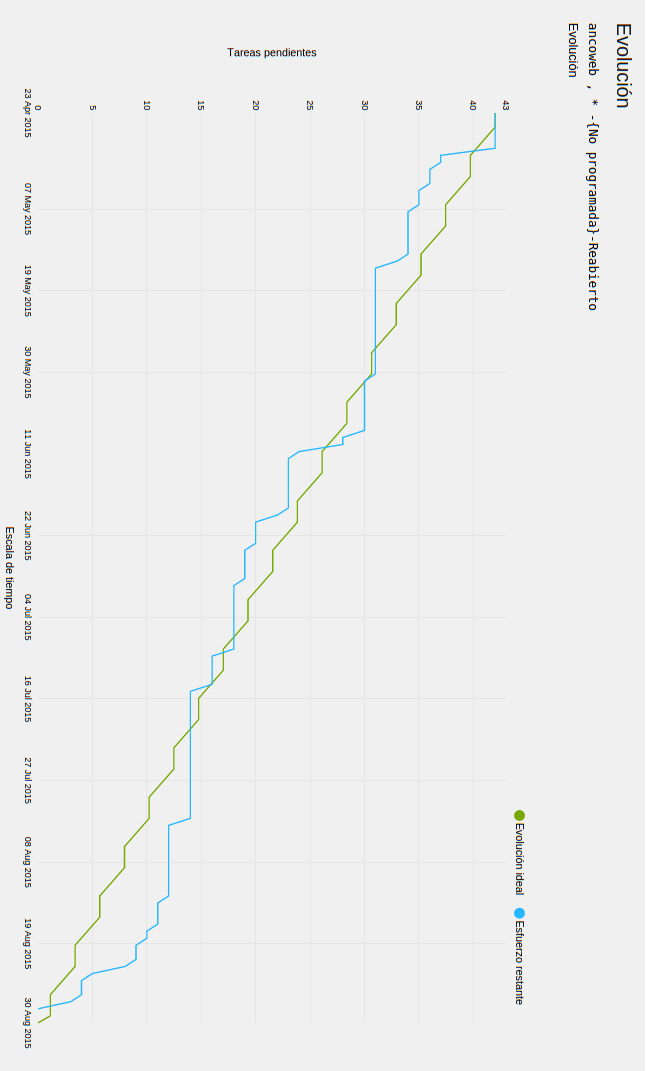 Evolución
ancoweb , * -{No programada}-Reabierto
Evolución
Evolución ideal
Esfuerzo restante
Tareas pendientes
43
40
35
30
25
20
15
10
5
0
23 Apr 2015
07 May 2015
19 May 2015
30 May 2015
11 Jun 2015
22 Jun 2015
04 Jul 2015
16 Jul 2015
27 Jul 2015
08 Aug 2015
19 Aug 2015
30 Aug 2015
Escala de tiempo